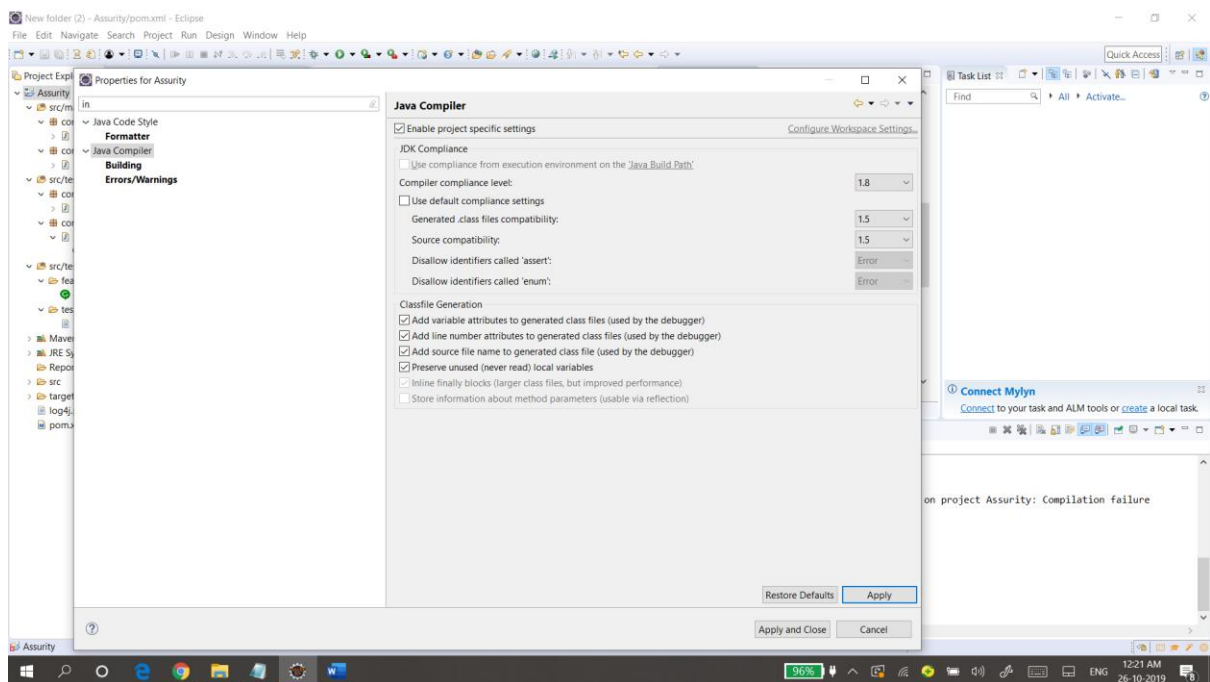 New folder (2) - Assurity/pom.xml - Eclipse
File Edit Navigate Search Project Run Design Window Help
Quick Access
Project Expl
Properties for Assurity
Task List
Assurity
in
Java Compiler
Find
All
Activate...
src/m
Java Code Style
Enable project specific settings
Configure Workspace Settings...
Formatter
JDK Compliance
Java Compiler
Use compliance from execution environment on the 'Java Build Path'
Building
Compiler compliance level:
1.8
src/te
Errors/Warnings
Use default compliance settings
Generated .class files compatibility:
1.5
Source compatibility:
1.5
src/te
Disallow identifiers called 'assert':
Error
fea
Disallow identifiers called 'enum':
Error
Classfile Generation
tes
Add variable attributes to generated class files (used by the debugger)
Add line number attributes to generated class files (used by the debugger)
Mave
Add source file name to generated class file (used by the debugger)
JRE Sy
Preserve unused (never read) local variables
Repor
Inline finally blocks (larger class files, but improved performance)
src
Store information about method parameters (usable via reflection)
target
Connect Mylyn
log4j.
Connect to your task and ALM tools or create a local task.
pom.x
on project Assurity: Compilation failure
Restore Defaults
Apply
Apply and Close
Cancel
Assurity
96%
ENG
12:21 AM
26-10-2019